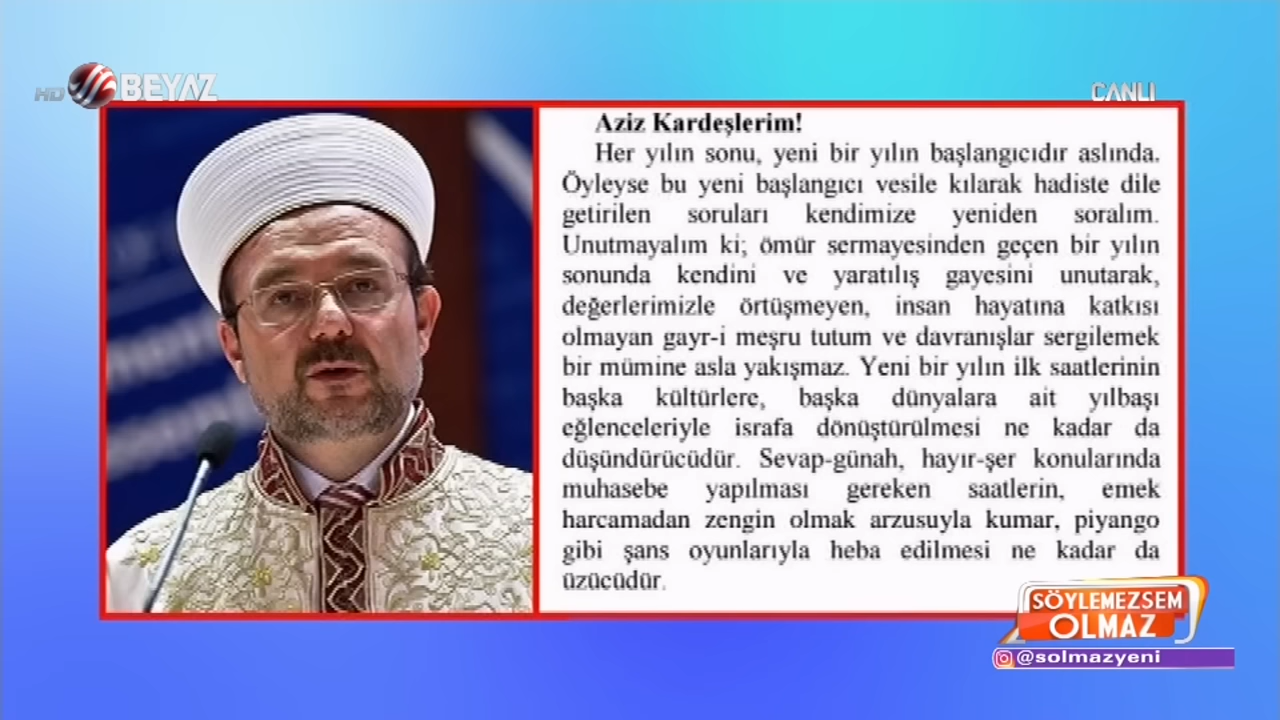 HD BEYAZ
CANLI
Aziz Kardeşlerim!
Her yılın sonu, yeni bir yılın başlangıcıdır aslında.
Öyleyse bu yeni başlangıcı vesile kılarak hadiste dile
getirilen soruları kendimize yeniden soralım.
Unutmayalım ki; ömür sermayesinden geçen bir yılın
sonunda kendini ve yaratılış gayesini unutarak,
değerlerimizle örtüşmeyen, insan hayatına katkısı
olmayan gayr-i meşru tutum ve davranışlar sergilemek
bir mümine asla yakışmaz. Yeni bir yılın ilk saatlerinin
başka kültürlere, başka dünyalara ait yılbaşı
eğlenceleriyle israfa dönüştürülmesi ne kadar da
düşündürücüdür. Sevap-günah, hayır-şer konularında
muhasebe yapılması gereken saatlerin, emek
harcamadan zengin olmak arzusuyla kumar, piyango
gibi şans oyunlarıyla heba edilmesi ne kadar da
üzücüdür.
SÖYLEMEZSEM
OLMAZ
@solmazyeni